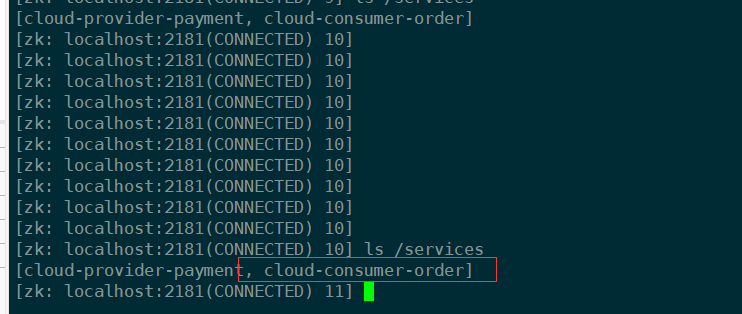 [zk: localhost:2181(CONNECTED) 9] ls /services
[cloud-provider-payment, cloud-consumer-order]
[zk: localhost:2181(CONNECTED) 10]
[zk: localhost:2181(CONNECTED) 10]
[zk: localhost:2181(CONNECTED) 10]
[zk: localhost:2181(CONNECTED) 10]
[zk: localhost:2181(CONNECTED) 10]
[zk: localhost:2181(CONNECTED) 10]
[zk: localhost:2181(CONNECTED) 10]
[zk: localhost:2181(CONNECTED) 10]
[zk: localhost:2181(CONNECTED) 10]
[zk: localhost:2181(CONNECTED) 10]
[zk: localhost:2181(CONNECTED) 10] ls /services
[cloud-provider-payment, cloud-consumer-order]
[zk: localhost:2181(CONNECTED) 11]